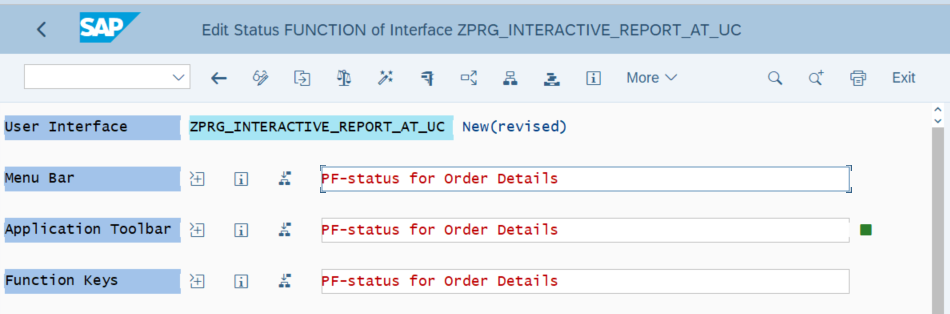 SAP
Edit Status FUNCTION of Interface ZPRG_INTERACTIVE_REPORT_AT_UC
More
Exit
User Interface ZPRG_INTERACTIVE_REPORT_AT_UC New(revised)
Menu Bar PF-status for Order Details
Application Toolbar PF-status for Order Details
Function Keys PF-status for Order Details